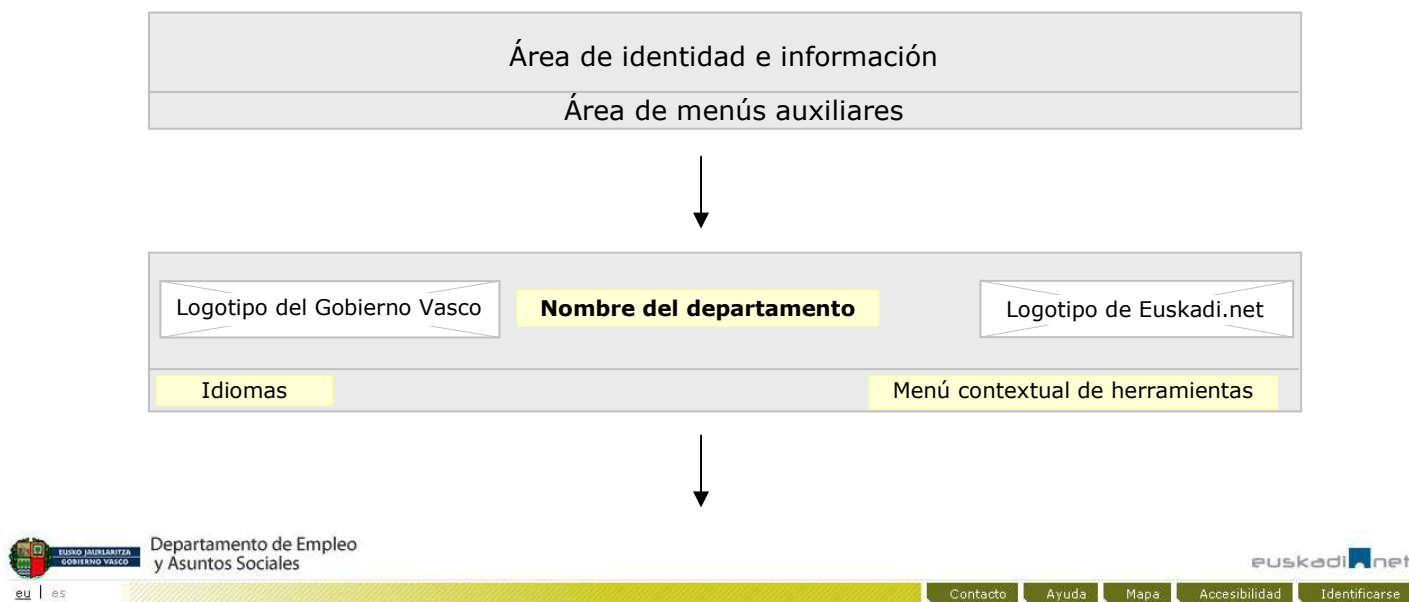 Área de identidad e información
Área de menús auxiliares
Logotipo del Gobierno Vasco
Nombre del departamento
Logotipo de Euskadi.net
Idiomas
Menú contextual de herramientas
EUSKO JAURLARITZA
GOBIERNO VASCO
Departamento de Empleo
y Asuntos Sociales
euskadi net
eu | es
Contacto
Ayuda
Mapa
Accesibilidad
Identificarse